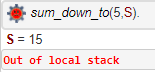 sum_down_to(5,S).
S = 15
Out of local stack